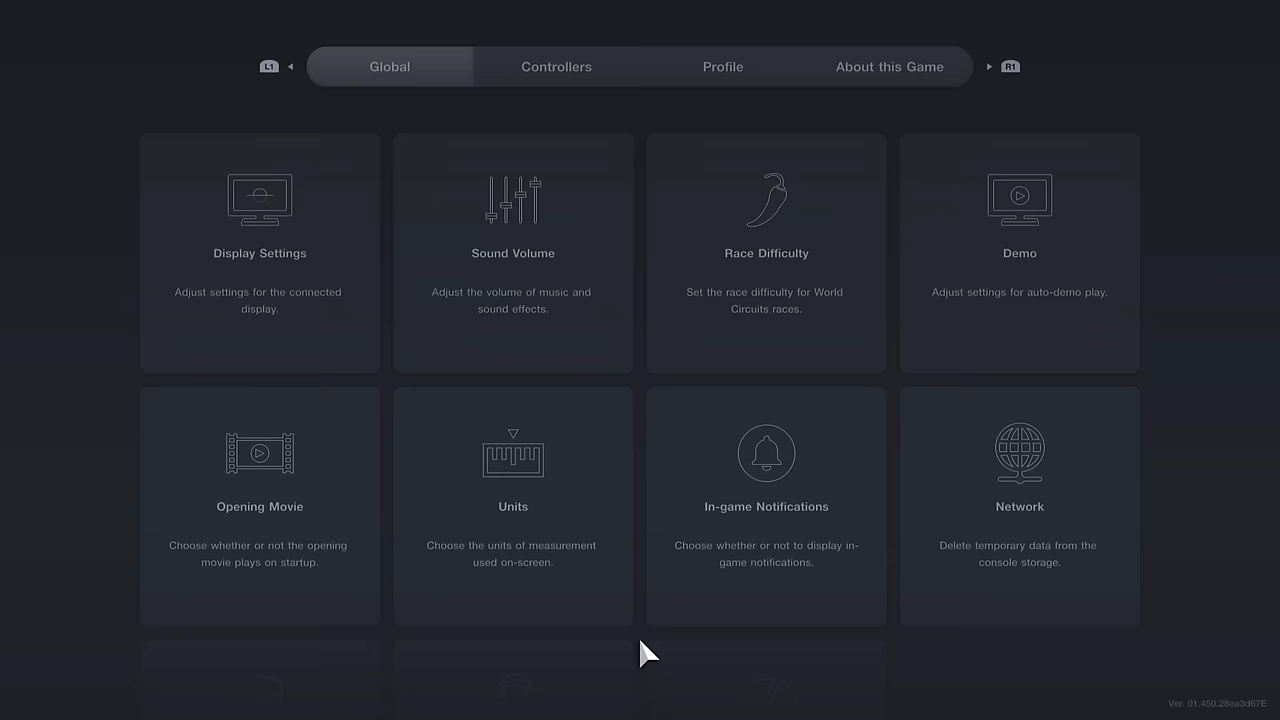 L1
Global
Controllers
Profile
About this Game
R1
Display Settings
Adjust settings for the connected
display.
Sound Volume
Adjust the volume of music and
sound effects.
Race Difficulty
Set the race difficulty for World
Circuits races.
Demo
Adjust settings for auto-demo play.
Opening Movie
Choose whether or not the opening
movie plays on startup.
Units
Choose the units of measurement
used on-screen.
In-game Notifications
Choose whether or not to display in-
game notifications.
Network
Delete temporary data from the
console storage.
Ver. 01.450.28ea3d67E